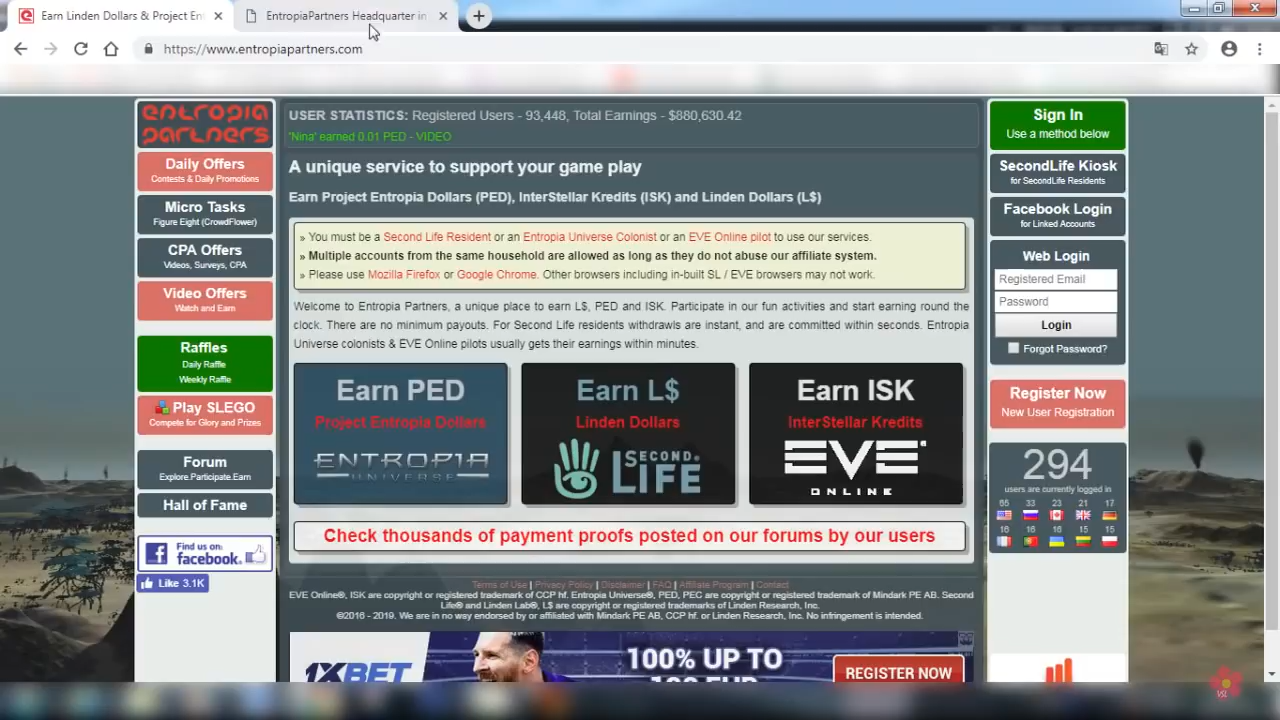 Earn Linden Dollars & Project En
EntropiaPartners Headquarter in
https://www.entropiapartners.com
entropia
partners
Daily Offers
Contests & Daily Promotions
Micro Tasks
Figure Eight (CrowdFlower)
CPA Offers
Videos, Surveys, CPA
Video Offers
Watch and Earn
Raffles
Daily Raffle
Weekly Raffle
Play SLEGO
Compete for Glory and Prizes
Forum
Explore.Participate.Earn
Hall of Fame
Find us on:
facebook
Like 3.1K
USER STATISTICS: Registered Users - 93,448, Total Earnings - $880,630.42
'Nina' earned 0.01 PED - VIDEO
A unique service to support your game play
Earn Project Entropia Dollars (PED), InterStellar Kredits (ISK) and Linden Dollars (L$)
» You must be a Second Life Resident or an Entropia Universe Colonist or an EVE Online pilot to use our services.
» Multiple accounts from the same household are allowed as long as they do not abuse our affiliate system.
» Please use Mozilla Firefox or Google Chrome. Other browsers including in-built SL / EVE browsers may not work.
Welcome to Entropia Partners, a unique place to earn L$, PED and ISK. Participate in our fun activities and start earning round the
clock. There are no minimum payouts. For Second Life residents withdrawls are instant, and are committed within seconds. Entropia
Universe colonists & EVE Online pilots usually gets their earnings within minutes.
Earn PED
Project Entropia Dollars
ENTROPIA
UNIVERSE
Earn L$
Linden Dollars
SECOND
LIFE
Earn ISK
InterStellar Kredits
EVE
ONLINE
Check thousands of payment proofs posted on our forums by our users
Terms of Use | Privacy Policy | Disclaimer | FAQ | Affiliate Program | Contact
EVE Online®, ISK are copyright or registered trademark of CCP hf. Entropia Universe®, PED, PEC are copyright or registered trademark of Mindark PE AB. Second
Life® and Linden Lab®, L$ are copyright or registered trademarks of Linden Research, Inc.
©2016 - 2019. We are in no way endorsed by or affiliated with Mindark PE AB, CCP hf. or Linden Research, Inc. No infringement is intended.
1XBET
100% UP TO
100 EUR
REGISTER NOW
Sign In
Use a method below
SecondLife Kiosk
for SecondLife Residents
Facebook Login
for Linked Accounts
Web Login
Registered Email
Password
Login
Forgot Password?
Register Now
New User Registration
294
users are currently logged in
65 33 23 21 17
16 16 16 15 15
VSL